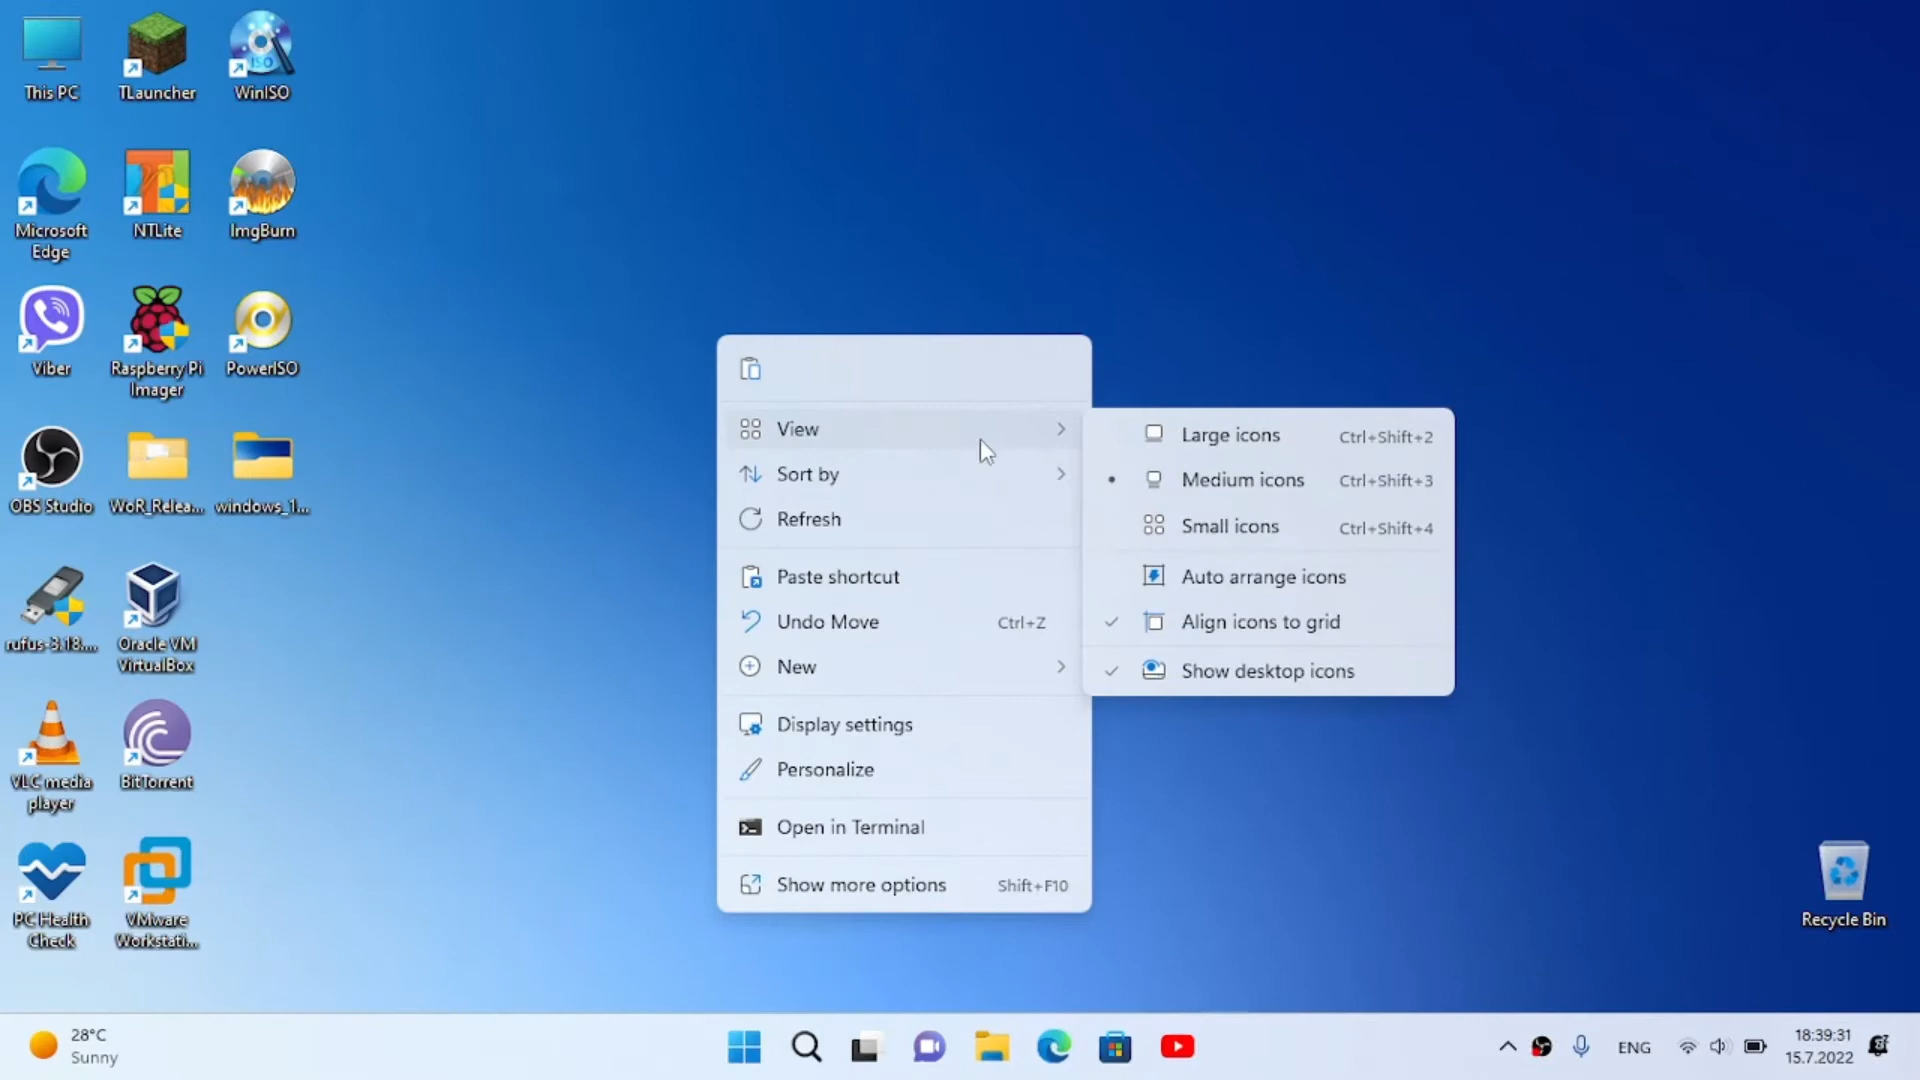 This PC
TLauncher
WinISO
ISO
Microsoft
Edge
NTLite
ImgBurn
Viber
Raspberry Pi
Imager
PowerISO
OBS Studio
WoR_Relea...
windows_1...
rufus-3.18....
Oracle VM
VirtualBox
VLC media
player
BitTorrent
PC Health
Check
VMware
Workstati...
View
Sort by
Refresh
Paste shortcut
Undo Move Ctrl+Z
New
Display settings
Personalize
Open in Terminal
Show more options Shift+F10
Large icons Ctrl+Shift+2
Medium icons Ctrl+Shift+3
Small icons Ctrl+Shift+4
Auto arrange icons
Align icons to grid
Show desktop icons
Recycle Bin
28°C
Sunny
ENG
18:39:31
15.7.2022